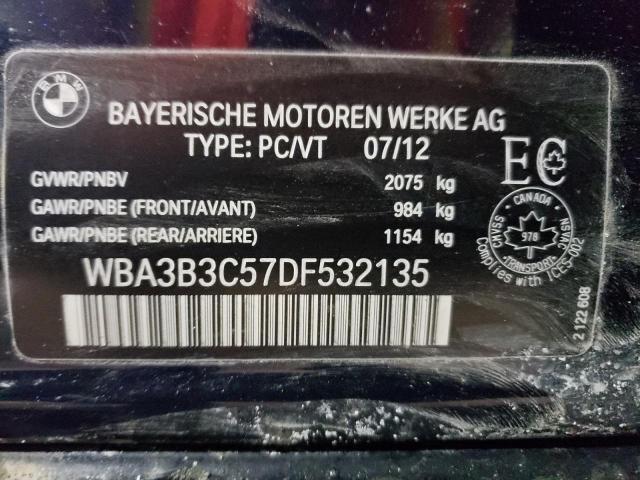 BMW
BAYERISCHE MOTOREN WERKE AG
TYPE: PC/VT 07/12
EC
GVWR/PNBV 2075 kg
GAWR/PNBE (FRONT/AVANT) 984 kg
GAWR/PNBE (REAR/ARRIERE) 1154 kg
CANADA
CMVSS
NSVAC
978
TRANSPORT
Complies with ICES-002
WBA3B3C57DF532135
2 122 608